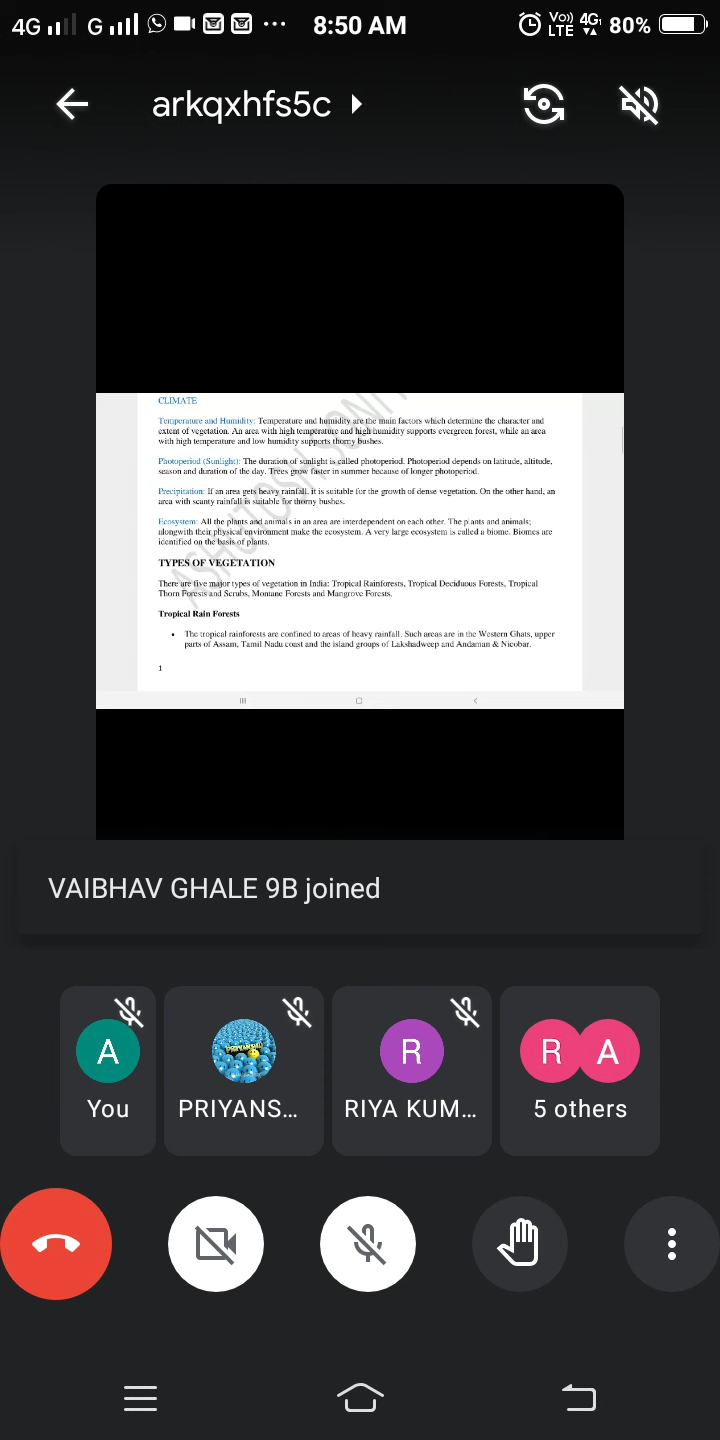 4G G 8:50 AM Vo)) LTE 4G 80%
arkqxhfs5c
CLIMATE
Temperature and Humidity: Temperature and humidity are the main factors which determine the character and
extent of vegetation. An area with high temperature and high humidity supports evergreen forest, while an area
with high temperature and low humidity supports thorny bushes.
Photoperiod (Sunlight): The duration of sunlight is called photoperiod. Photoperiod depends on latitude, altitude,
season and duration of the day. Trees grow faster in summer because of longer photoperiod.
Precipitation: If an area gets heavy rainfall, it is suitable for the growth of dense vegetation. On the other hand, an
area with scanty rainfall is suitable for thorny bushes.
Ecosystem: All the plants and animals in an area are interdependent on each other. The plants and animals;
alongwith their physical environment make the ecosystem. A very large ecosystem is called a biome. Biomes are
identified on the basis of plants.
TYPES OF VEGETATION
There are five major types of vegetation in India: Tropical Rainforests, Tropical Deciduous Forests, Tropical
Thorn Forests and Scrubs, Montane Forests and Mangrove Forests.
Tropical Rain Forests
• The tropical rainforests are confined to areas of heavy rainfall. Such areas are in the Western Ghats, upper
parts of Assam, Tamil Nadu coast and the island groups of Lakshadweep and Andaman & Nicobar.
1
ASHUTOSH
VAIBHAV GHALE 9B joined
A R R A
You PRIYANS... RIYA KUM... 5 others